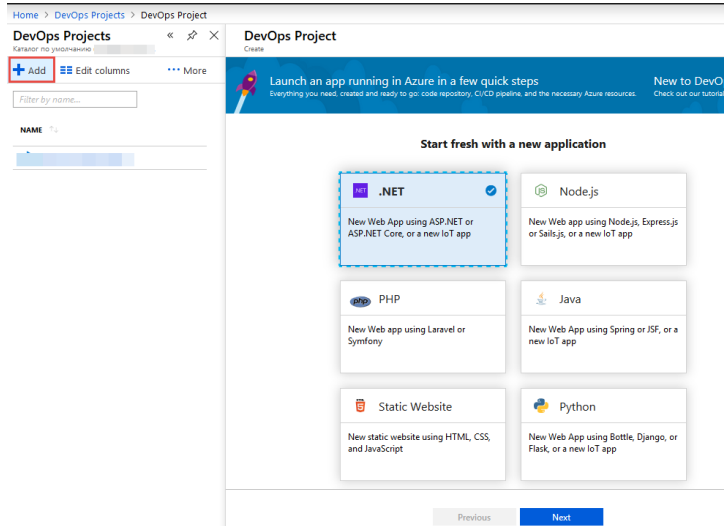 Home > DevOps Projects > DevOps Project
DevOps Projects
Каталог по умолчанию
Add Edit columns ··· More
Filter by name...
NAME
DevOps Project
Create
Launch an app running in Azure in a few quick steps
Everything you need, created and ready to go: code repository, CI/CD pipeline, and the necessary Azure resources.
New to DevO
Check out our tutorial
Start fresh with a new application
NET .NET
New Web App using ASP.NET or
ASP.NET Core, or a new IoT app
Node.js
New Web app using Node.js, Express.js
or Sails.js, or a new IoT app
php PHP
New Web app using Laravel or
Symfony
Java
New Web App using Spring or JSF, or a
new IoT app
Static Website
New static website using HTML, CSS,
and JavaScript
Python
New Web App using Bottle, Django, or
Flask, or a new IoT app
Previous Next